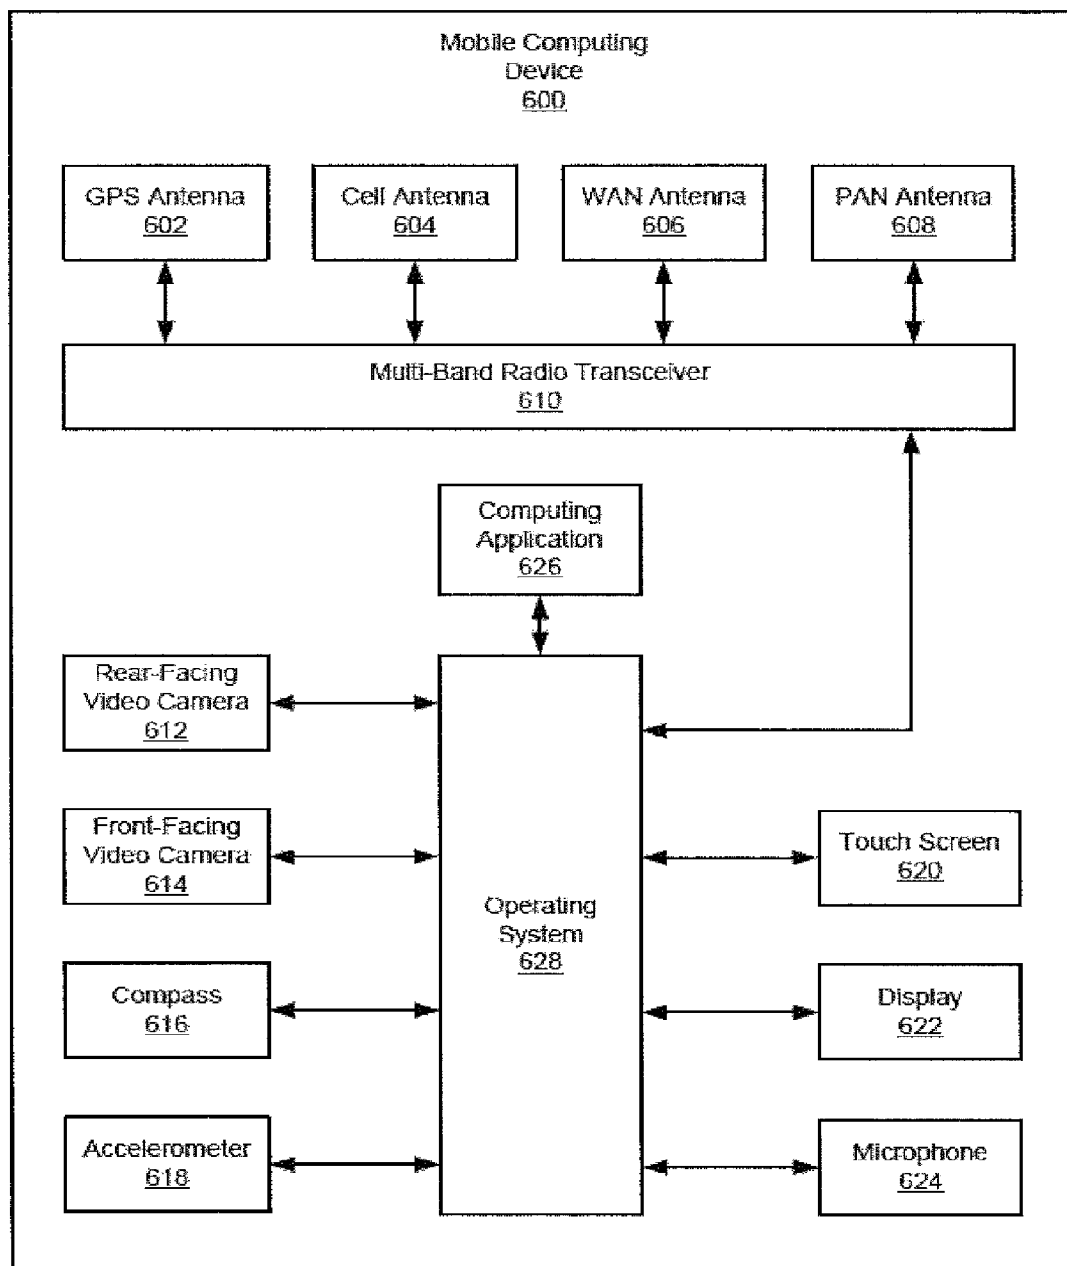 Mobile Computing
Device
600
GPS Antenna
602
Cell Antenna
604
WAN Antenna
606
PAN Antenna
608
Multi-Band Radio Transceiver
610
Computing
Application
626
Rear-Facing
Video Camera
612
Front-Facing
Video Camera
614
Compass
616
Accelerometer
618
Operating
System
628
Touch Screen
620
Display
622
Microphone
624